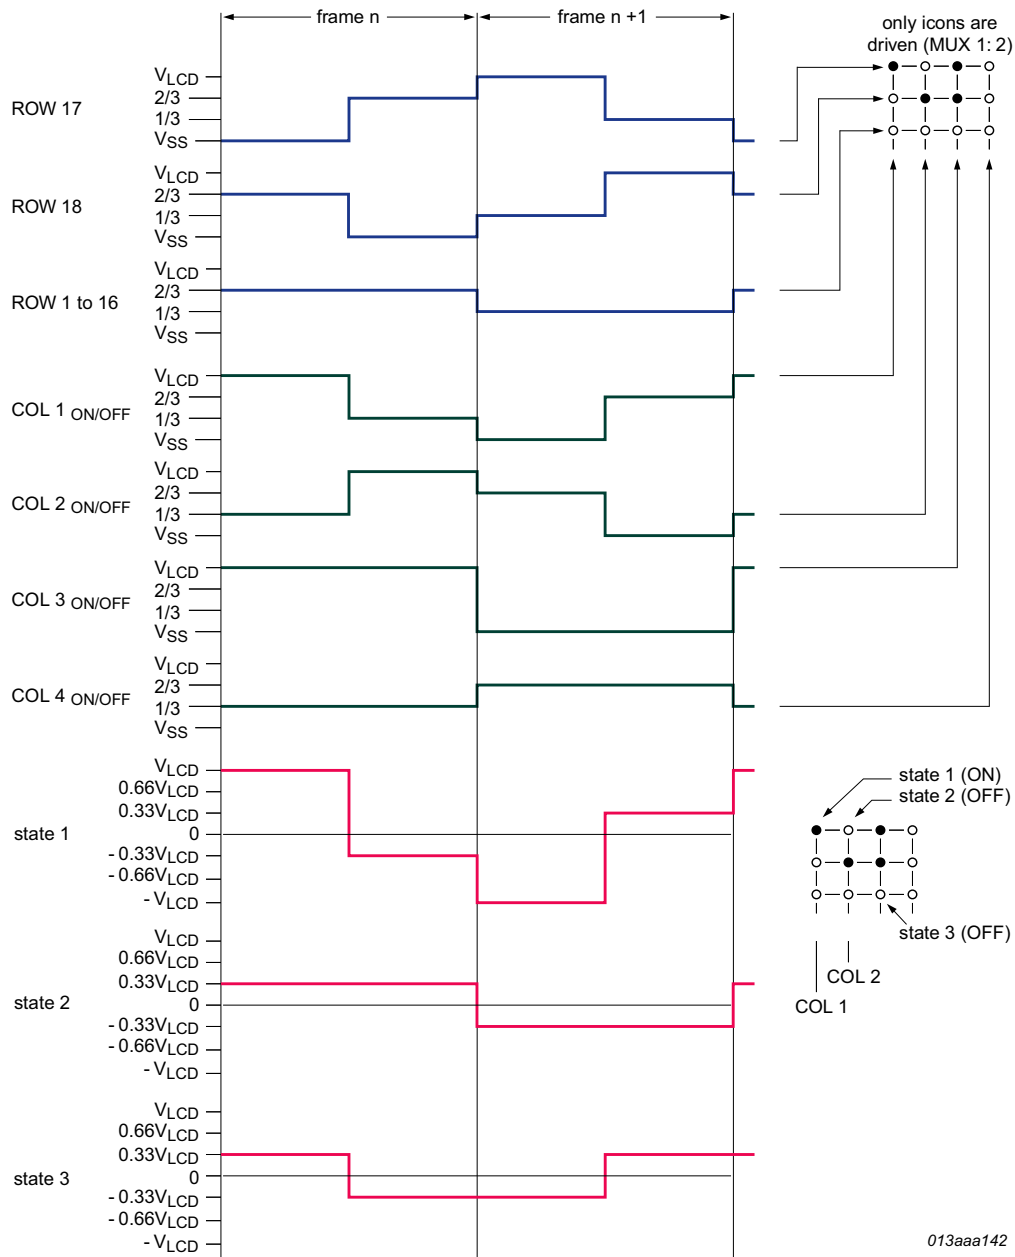 frame n
frame n +1
only icons are
driven (MUX 1: 2)
ROW 17
VLCD
2/3
1/3
VSS
ROW 18
VLCD
2/3
1/3
VSS
ROW 1 to 16
VLCD
2/3
1/3
VSS
COL 1 ON/OFF
VLCD
2/3
1/3
VSS
COL 2 ON/OFF
VLCD
2/3
1/3
VSS
COL 3 ON/OFF
VLCD
2/3
1/3
VSS
COL 4 ON/OFF
VLCD
2/3
1/3
VSS
state 1
VLCD
0.66VLCD
0.33VLCD
0
- 0.33VLCD
- 0.66VLCD
- VLCD
state 1 (ON)
state 2 (OFF)
state 3 (OFF)
COL 2
COL 1
state 2
VLCD
0.66VLCD
0.33VLCD
0
- 0.33VLCD
- 0.66VLCD
- VLCD
state 3
VLCD
0.66VLCD
0.33VLCD
0
- 0.33VLCD
- 0.66VLCD
- VLCD
013aaa142